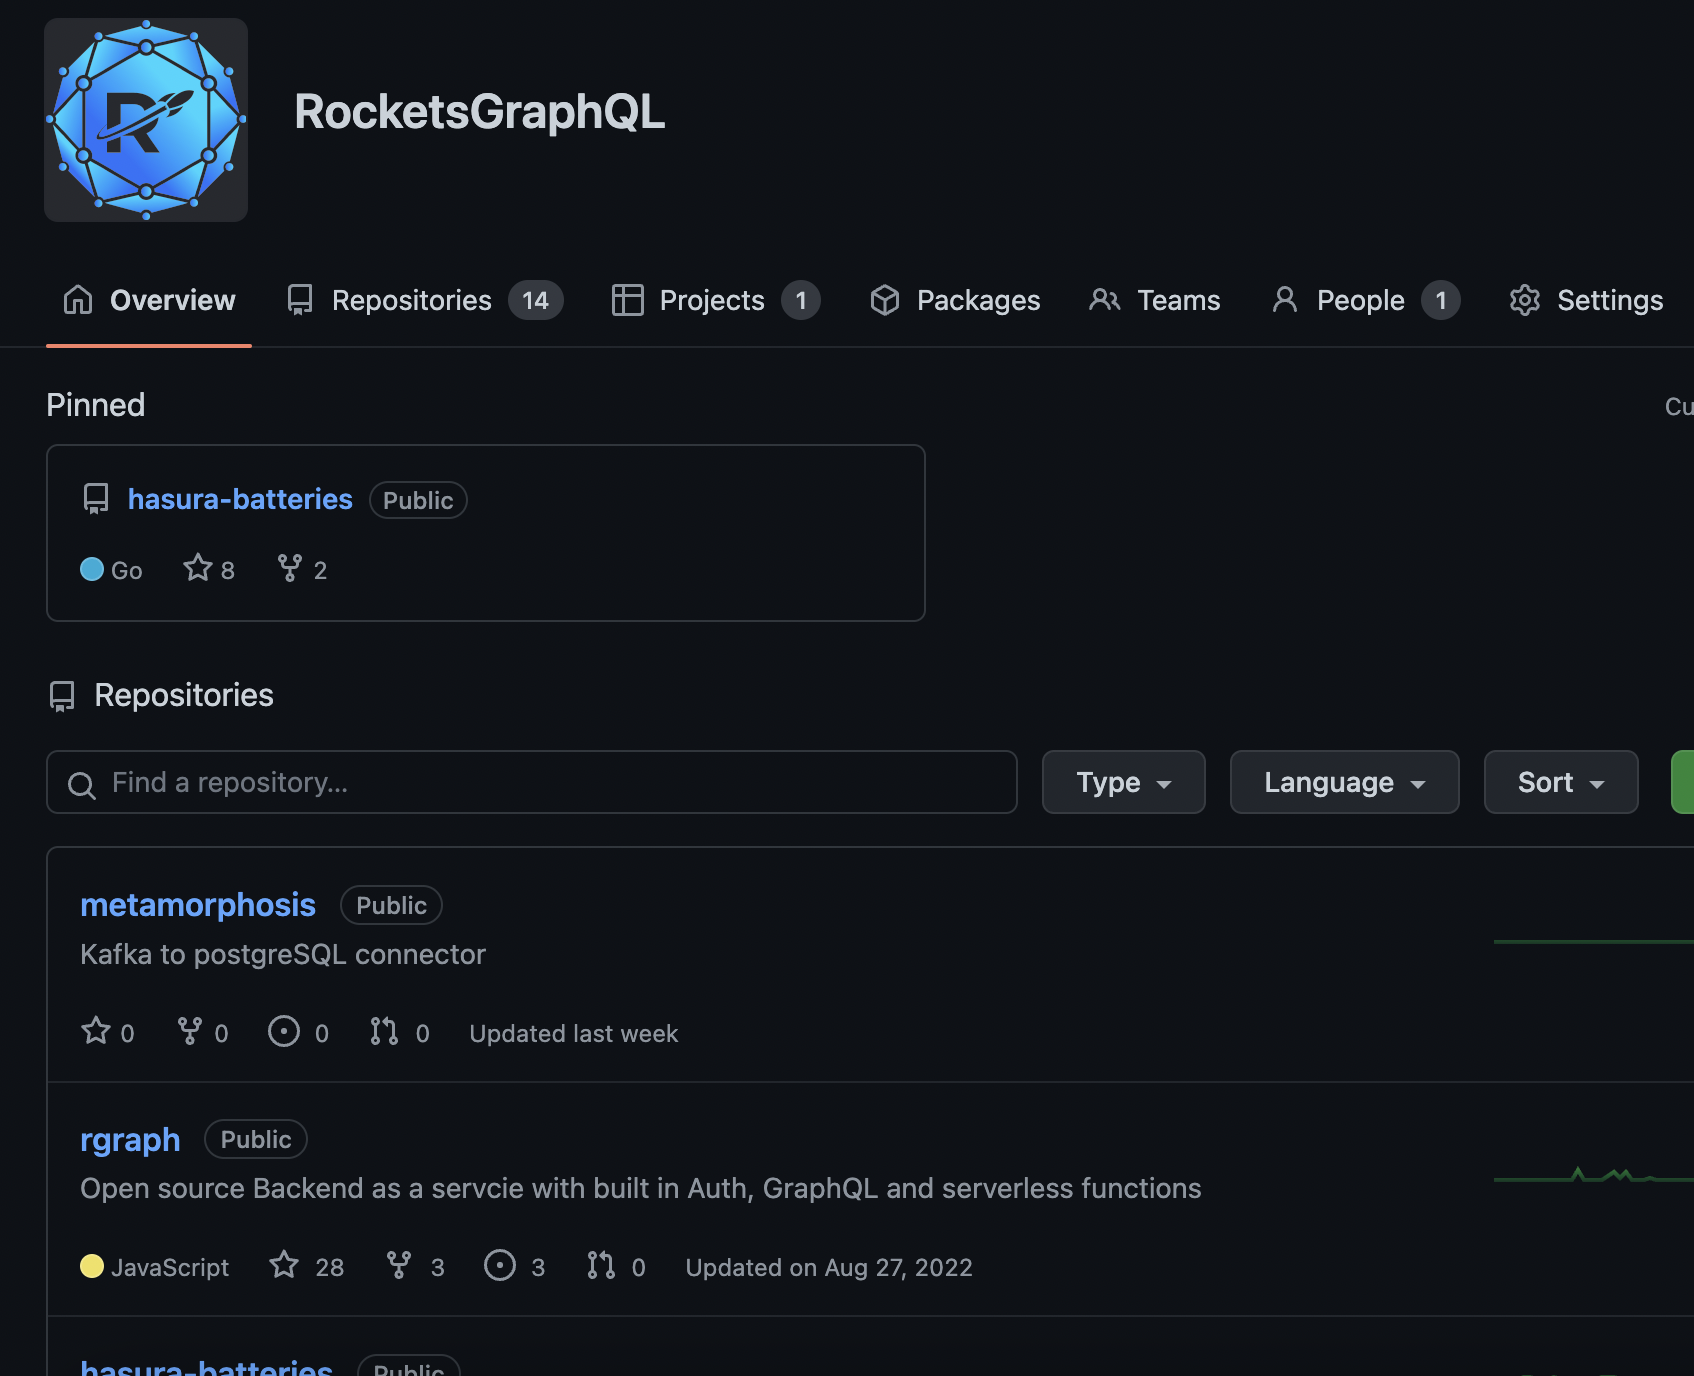 R
RocketsGraphQL
Overview Repositories 14 Projects 1 Packages Teams People 1 Settings
Pinned
Cu
hasura-batteries Public
Go 8 2
Repositories
Find a repository... Type Language Sort
metamorphosis Public
Kafka to postgreSQL connector
0 0 0 0 Updated last week
rgraph Public
Open source Backend as a servcie with built in Auth, GraphQL and serverless functions
JavaScript 28 3 3 0 Updated on Aug 27, 2022
hasura-batteries Public